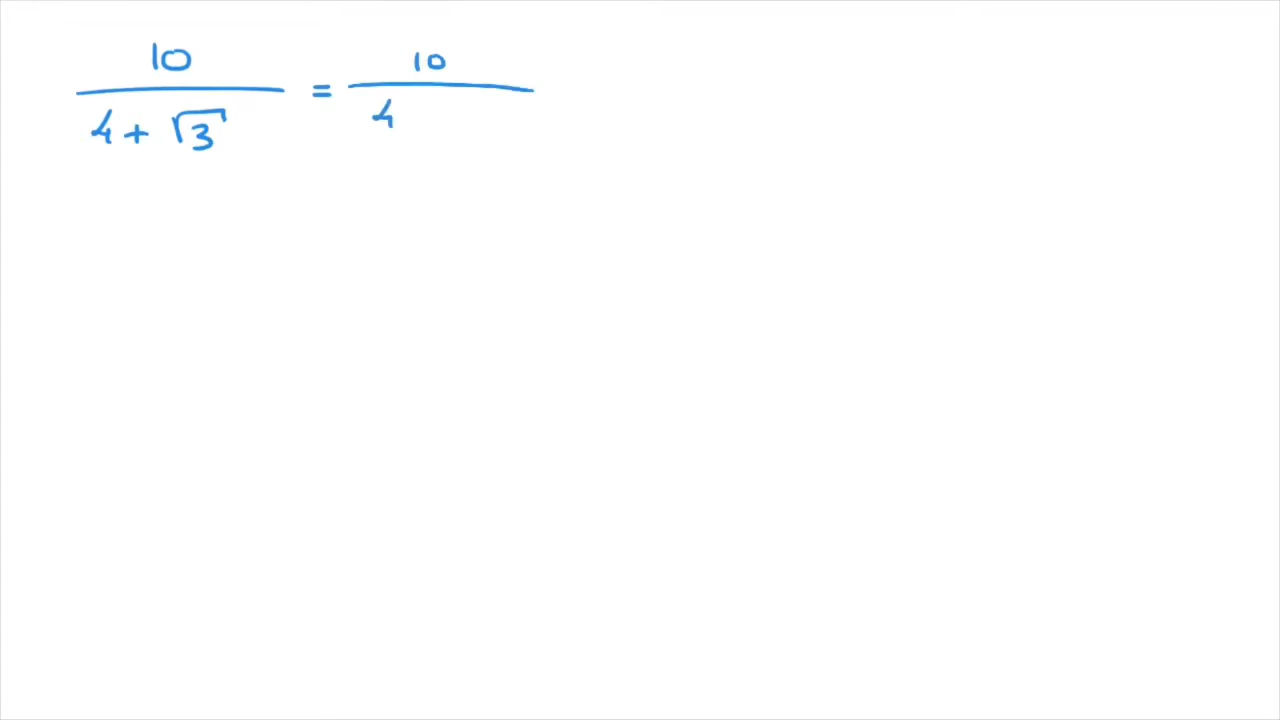 10 / (4 + √3) = 10 / 4